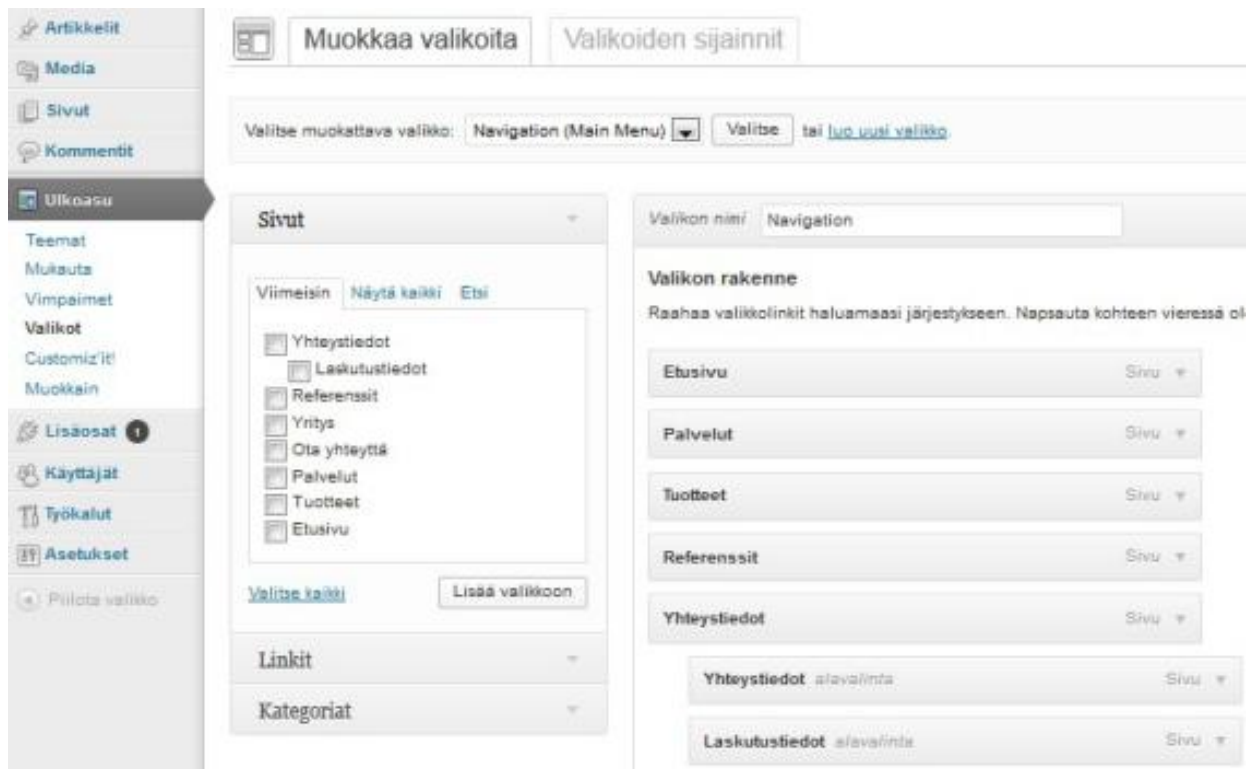 Artikkelit
Media
Sivut
Kommentit
Ulkoasu
Teemat
Mukauta
Vimpaimet
Valikot
Customiz'it!
Muokkain
Lisäosat 1
Käyttäjät
Työkalut
Asetukset
Piilota valikko
Muokkaa valikoita Valikoiden sijainnit
Valitse muokattava valikko: Navigation (Main Menu) Valitse tai luo uusi valikko.
Sivut
Viimeisin Näytä kaikki Etsi
Yhteystiedot
Laskutustiedot
Referenssit
Yritys
Ota yhteyttä
Palvelut
Tuotteet
Etusivu
Valitse kaikki Lisää valikkoon
Linkit
Kategoriat
Valikon nimi Navigation
Valikon rakenne
Raahaa valikkolinkit haluamaasi järjestykseen. Napsauta kohteen vieressä ol
Etusivu Sivu
Palvelut Sivu
Tuotteet Sivu
Referenssit Sivu
Yhteystiedot Sivu
Yhteystiedot alavalinta Sivu
Laskutustiedot alavalinta Sivu